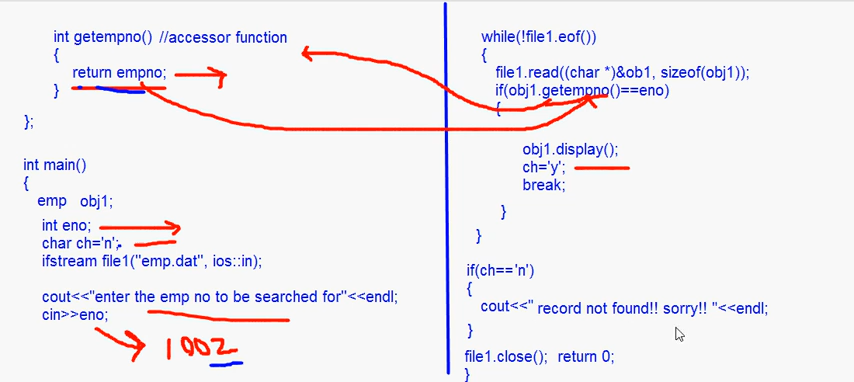 int getempno() //accessor function
{
return empno;
}
};
int main()
{
emp obj1;
int eno;
char ch='n';
ifstream file1("emp.dat", ios::in);
cout<<"enter the emp no to be searched for"<<endl;
cin>>eno;
1002
while(!file1.eof())
{
file1.read((char *)&ob1, sizeof(obj1));
if(obj1.getempno()==eno)
{
obj1.display();
ch='y';
break;
}
}
if(ch=='n')
{
cout<<" record not found!! sorry!! "<<endl;
}
file1.close(); return 0;
}